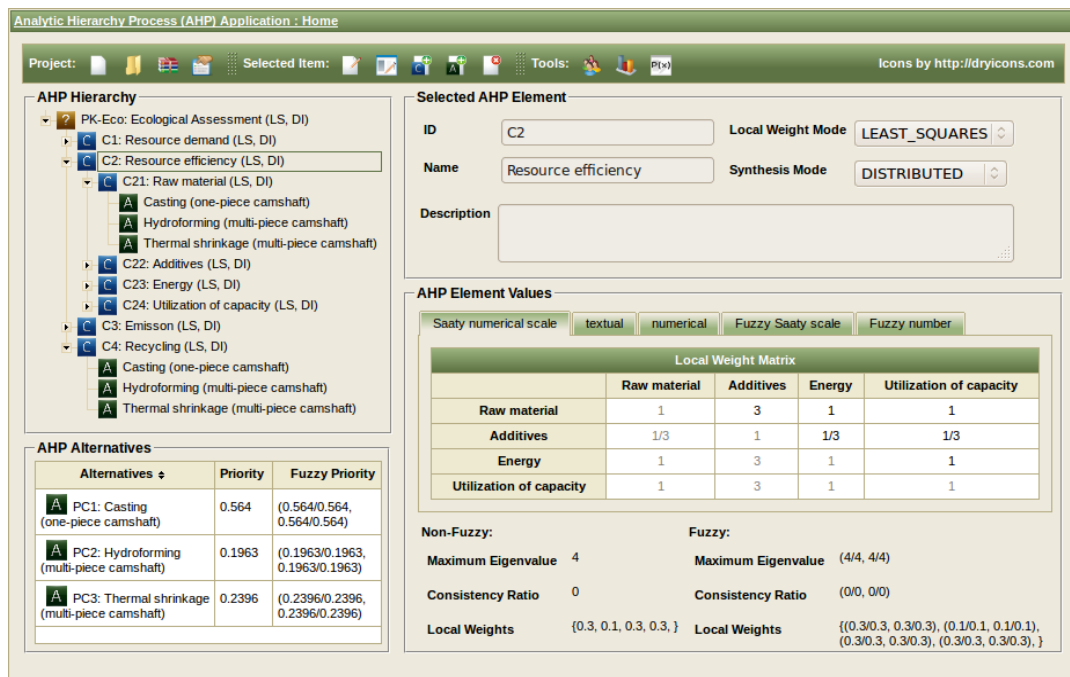 Analytic Hierarchy Process (AHP) Application : Home
Project: Selected Item: Tools: P(x) Icons by http://dryicons.com
AHP Hierarchy
? PK-Eco: Ecological Assessment (LS, DI)
C C1: Resource demand (LS, DI)
C C2: Resource efficiency (LS, DI)
C C21: Raw material (LS, DI)
A Casting (one-piece camshaft)
A Hydroforming (multi-piece camshaft)
A Thermal shrinkage (multi-piece camshaft)
C C22: Additives (LS, DI)
C C23: Energy (LS, DI)
C C24: Utilization of capacity (LS, DI)
C C3: Emisson (LS, DI)
C C4: Recycling (LS, DI)
A Casting (one-piece camshaft)
A Hydroforming (multi-piece camshaft)
A Thermal shrinkage (multi-piece camshaft)
AHP Alternatives
Alternatives Priority Fuzzy Priority
A PC1: Casting (one-piece camshaft) 0.564 (0.564/0.564, 0.564/0.564)
A PC2: Hydroforming (multi-piece camshaft) 0.1963 (0.1963/0.1963, 0.1963/0.1963)
A PC3: Thermal shrinkage (multi-piece camshaft) 0.2396 (0.2396/0.2396, 0.2396/0.2396)
Selected AHP Element
ID C2 Local Weight Mode LEAST_SQUARES
Name Resource efficiency Synthesis Mode DISTRIBUTED
Description
AHP Element Values
Saaty numerical scale textual numerical Fuzzy Saaty scale Fuzzy number
Local Weight Matrix
Raw material Additives Energy Utilization of capacity
Raw material 1 3 1 1
Additives 1/3 1 1/3 1/3
Energy 1 3 1 1
Utilization of capacity 1 3 1 1
Non-Fuzzy: Fuzzy:
Maximum Eigenvalue 4 Maximum Eigenvalue (4/4, 4/4)
Consistency Ratio 0 Consistency Ratio (0/0, 0/0)
Local Weights {0.3, 0.1, 0.3, 0.3, } Local Weights {(0.3/0.3, 0.3/0.3), (0.1/0.1, 0.1/0.1),
(0.3/0.3, 0.3/0.3), (0.3/0.3, 0.3/0.3), }